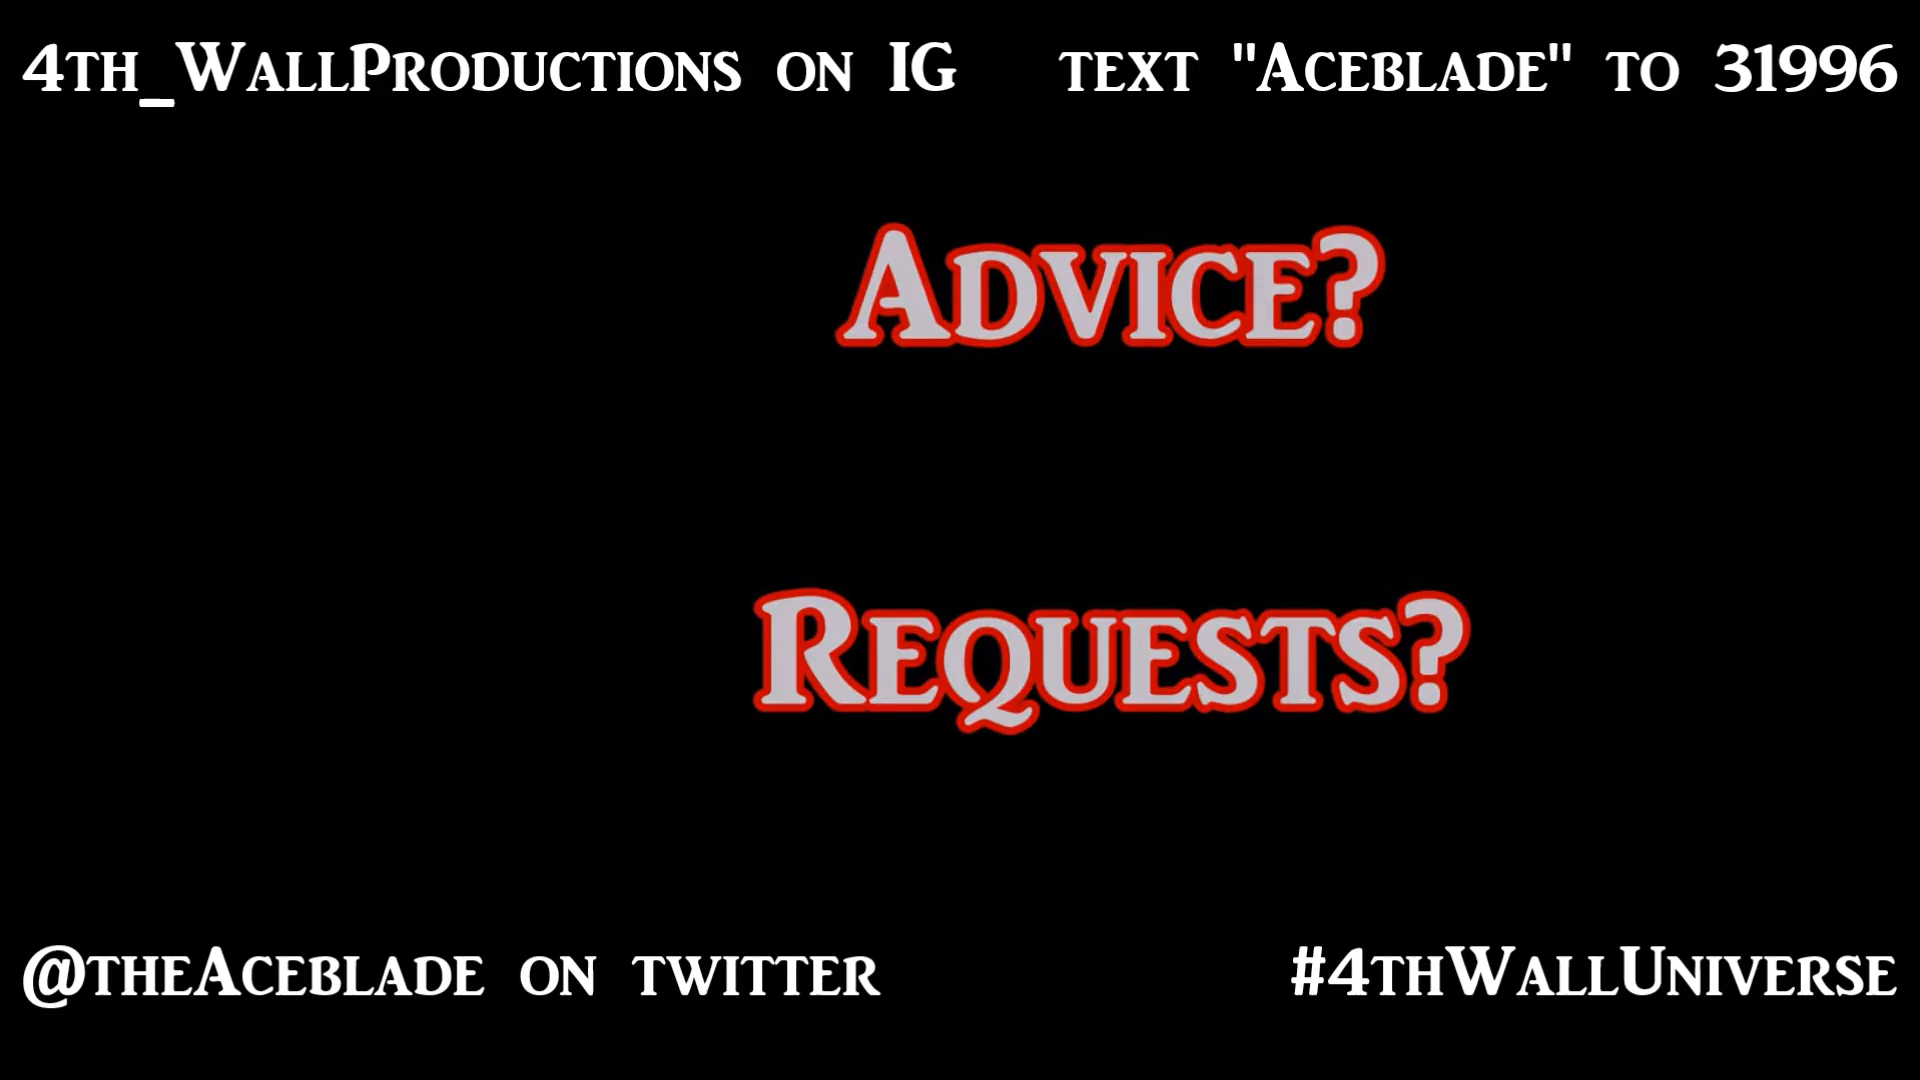 4th_WallProductions on IG
text "Aceblade" to 31996
Advice?
Requests?
@theAceblade on twitter
#4thWallUniverse